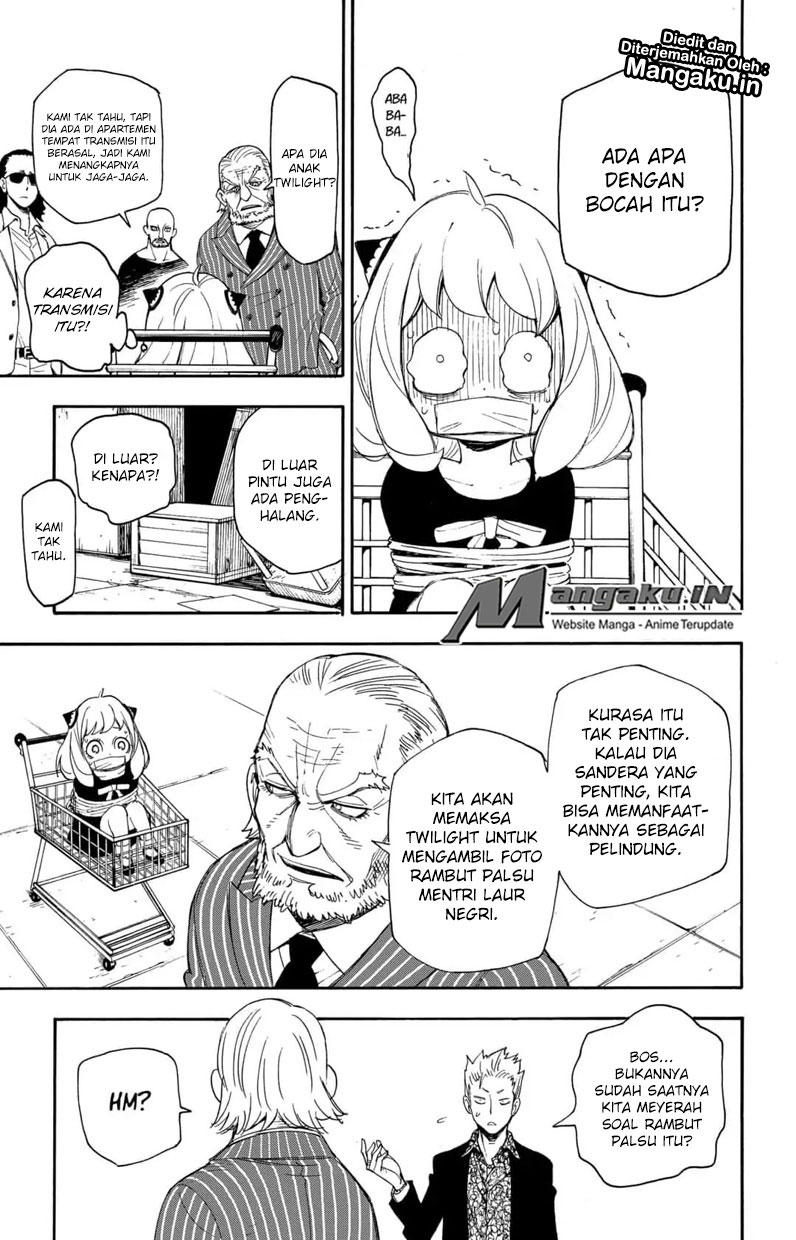 Diedit dan
Diterjemahkan Oleh :
Mangaku.in
ADA APA
DENGAN
BOCAH ITU?
ABA
BA-
BA..
APA DIA
ANAK
TWILIGHT?
KAMI TAK TAHU, TAPI
DIA ADA DI APARTEMEN
TEMPAT TRANSMISI ITU
BERASAL, JADI KAMI
MENANGKAPNYA
UNTUK JAGA-JAGA.
KARENA
TRANSMISI
ITU?!
DI LUAR
PINTU JUGA
ADA PENG-
HALANG.
DI LUAR?
KENAPA?!
KAMI
TAK
TAHU.
Mangaku.IN
Website Manga - Anime Terupdate
KURASA ITU
TAK PENTING.
KALAU DIA
SANDERA YANG
PENTING, KITA
BISA MEMANFAAT-
KANNYA SEBAGAI
PELINDUNG.
KITA AKAN
MEMAKSA
TWILIGHT UNTUK
MENGAMBIL FOTO
RAMBUT PALSU
MENTRI LAUR
NEGRI.
BOS...
BUKANNYA
SUDAH SAATNYA
KITA MEYERAH
SOAL RAMBUT
PALSU ITU?
HM?